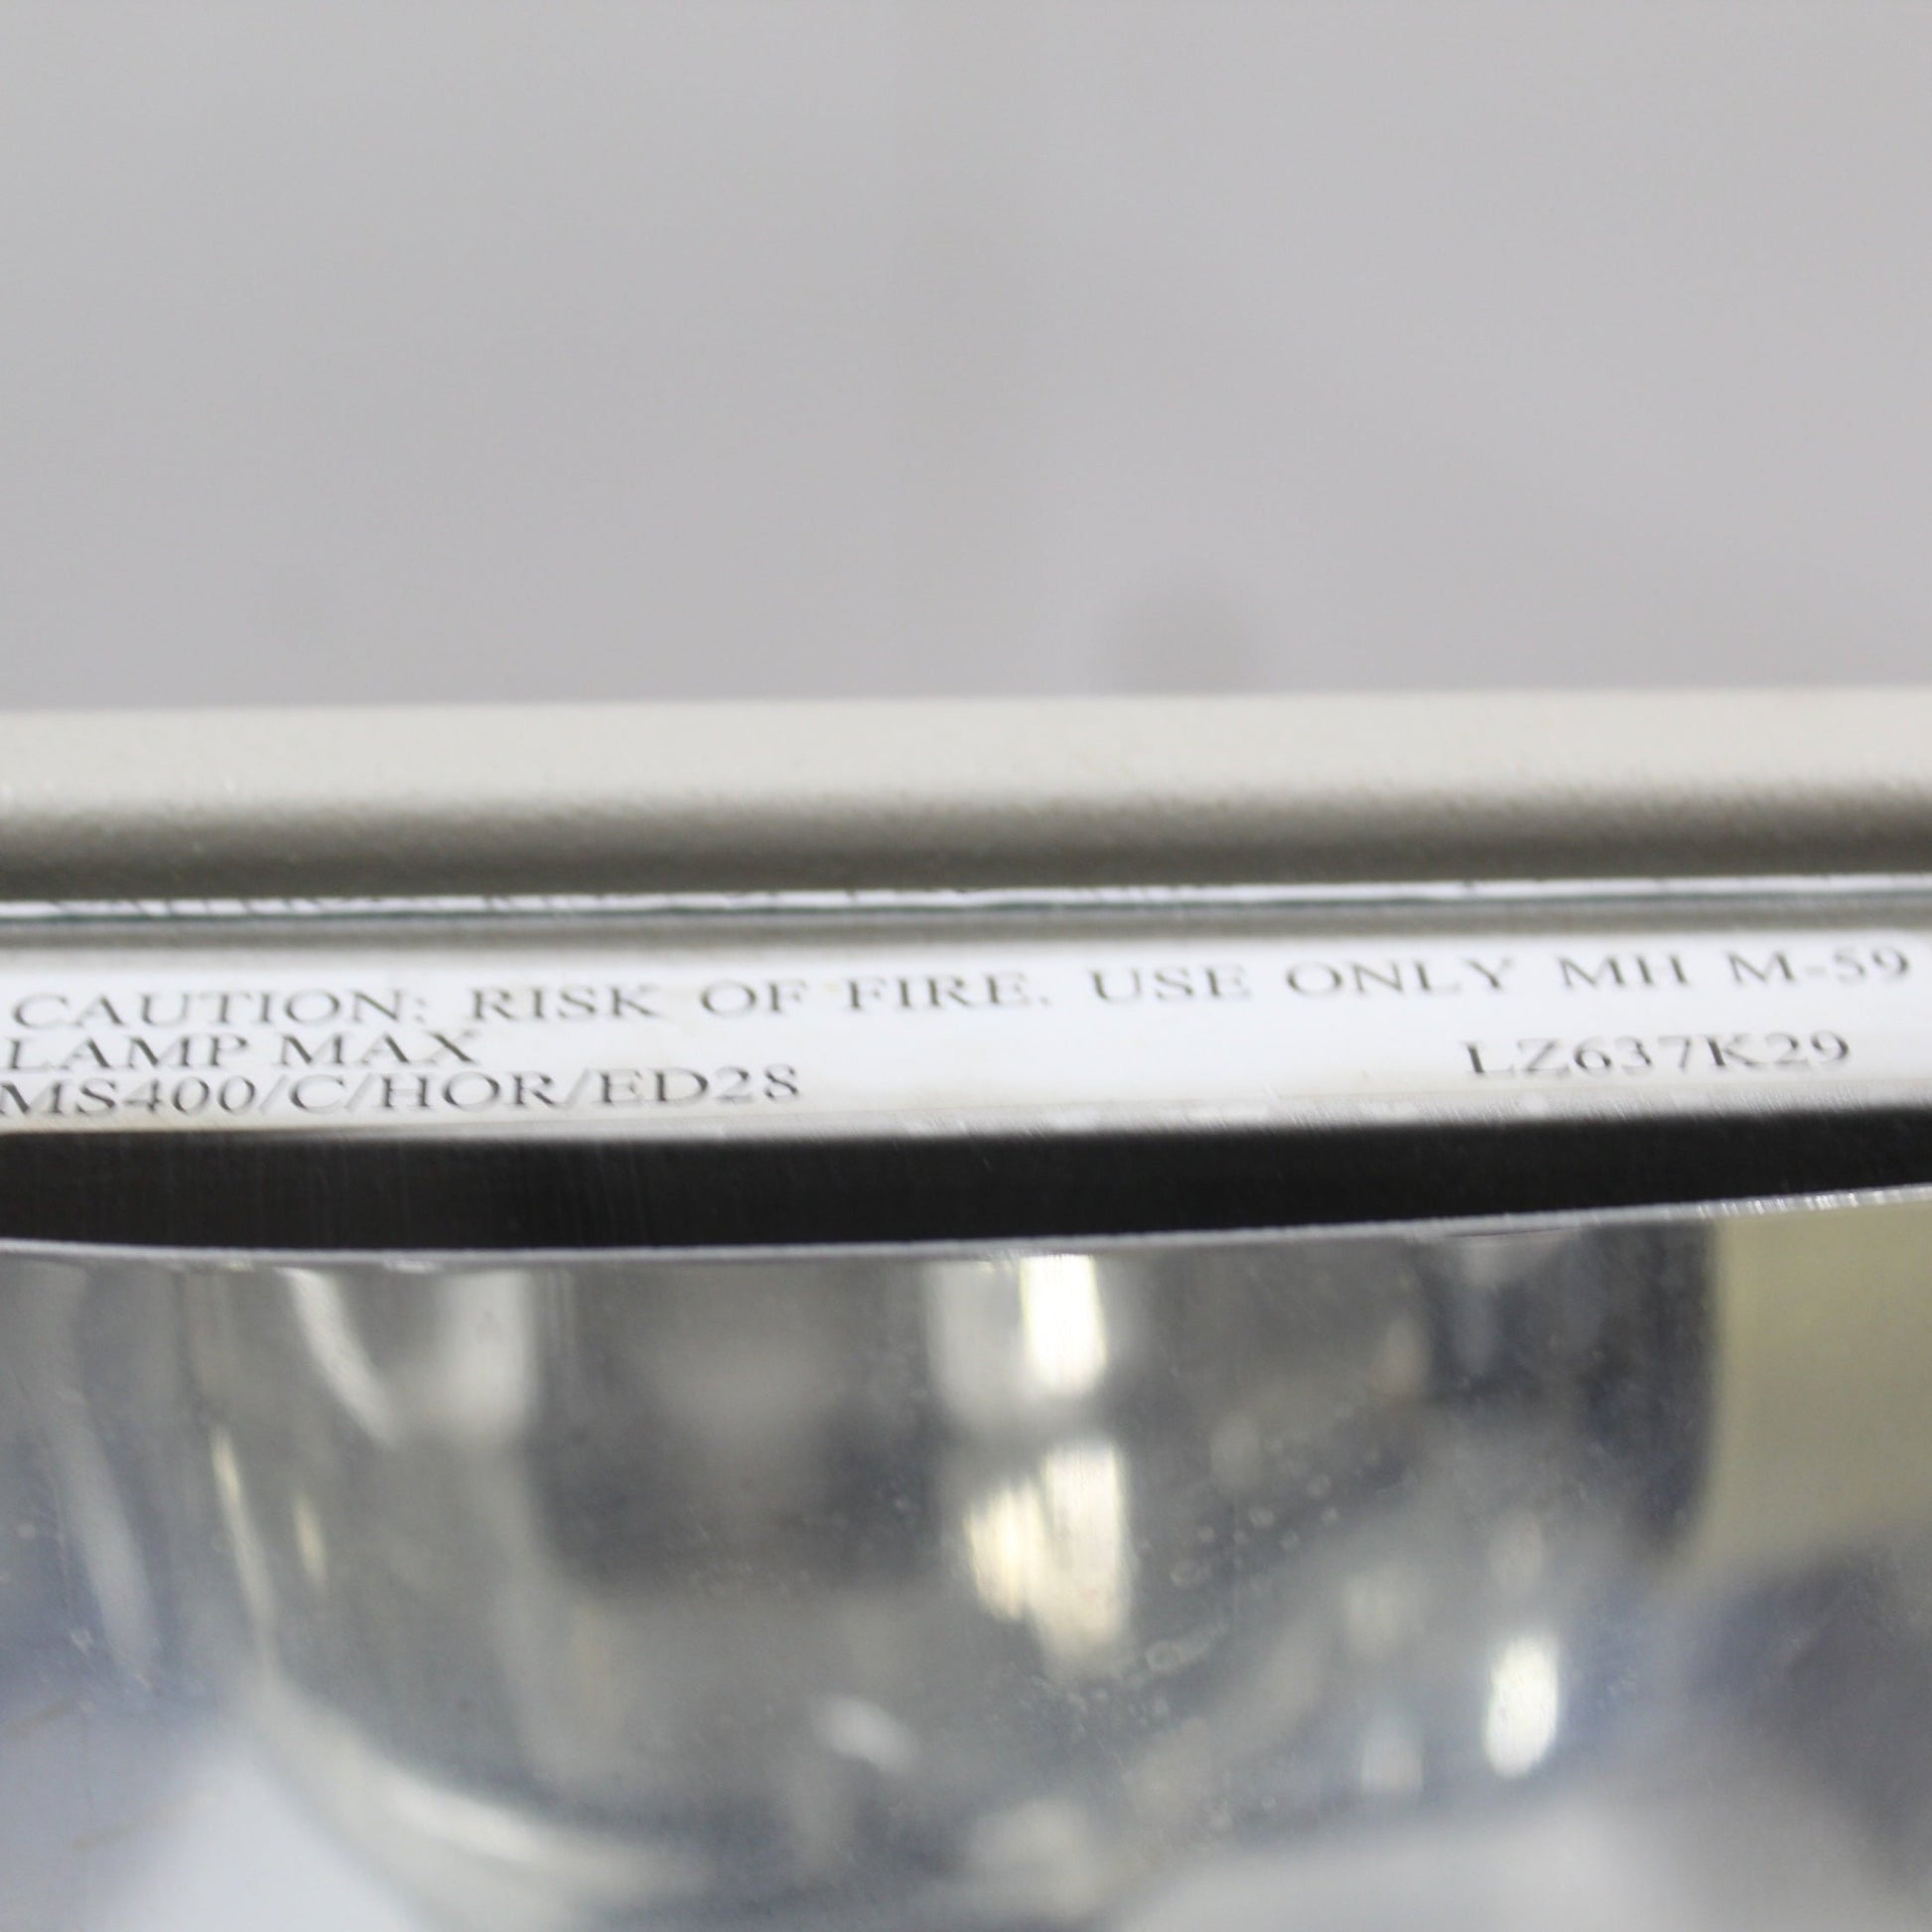 CAUTION: RISK OF FIRE. USE ONLY MH M-59
LAMP MAX
MS400/C/HOR/ED28 LZ637K29